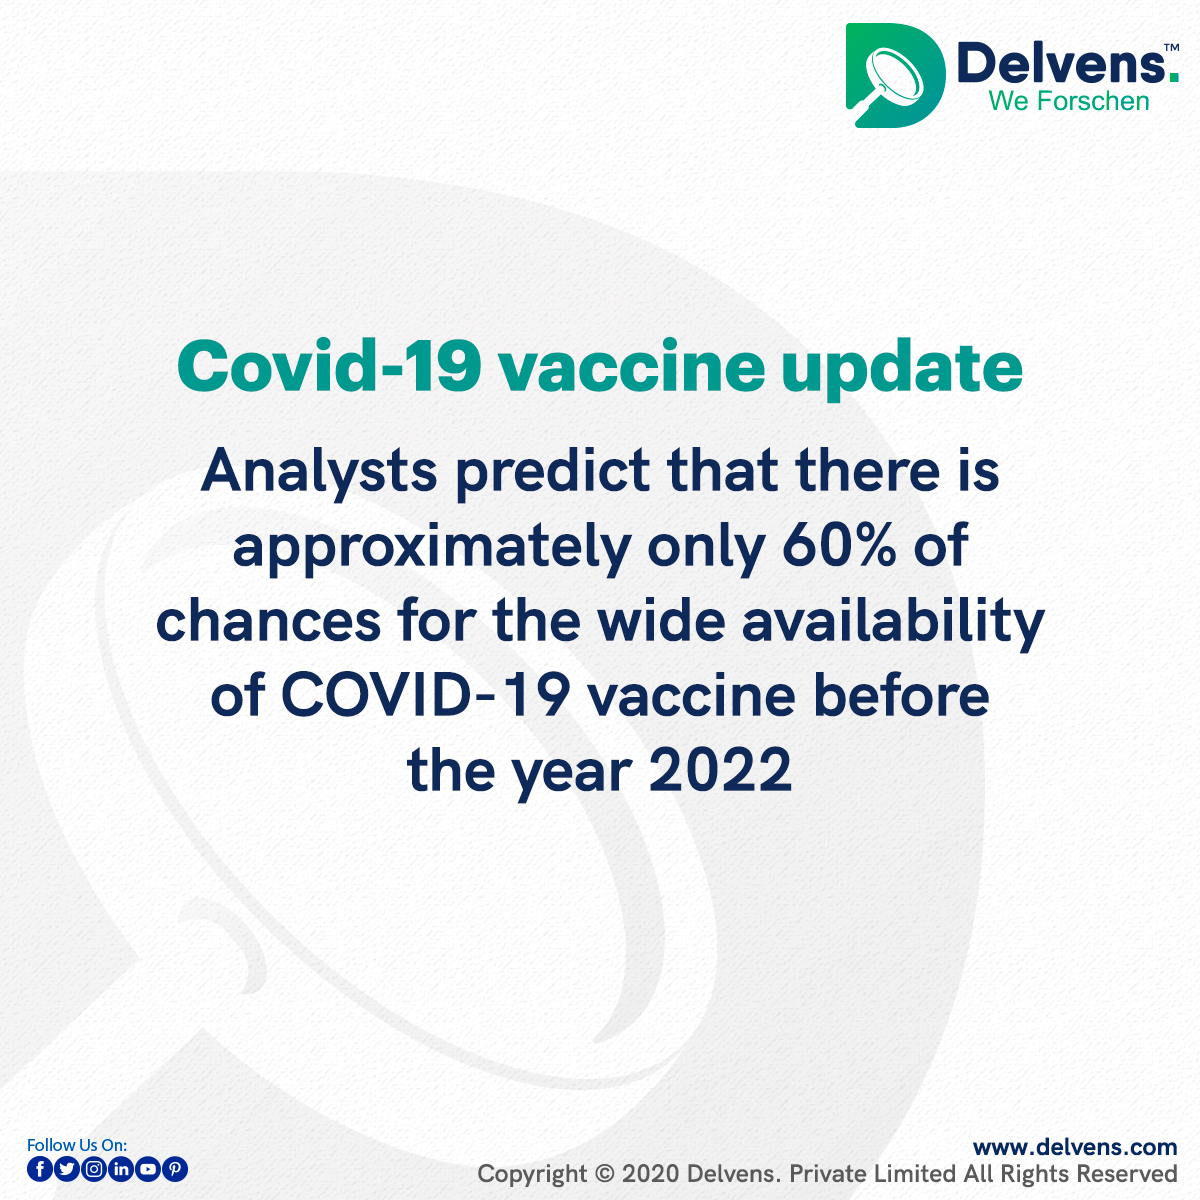 Delvens.™
We Forschen
Covid-19 vaccine update
Analysts predict that there is
approximately only 60% of
chances for the wide availability
of COVID-19 vaccine before
the year 2022
Follow Us On:
www.delvens.com
Copyright © 2020 Delvens. Private Limited All Rights Reserved